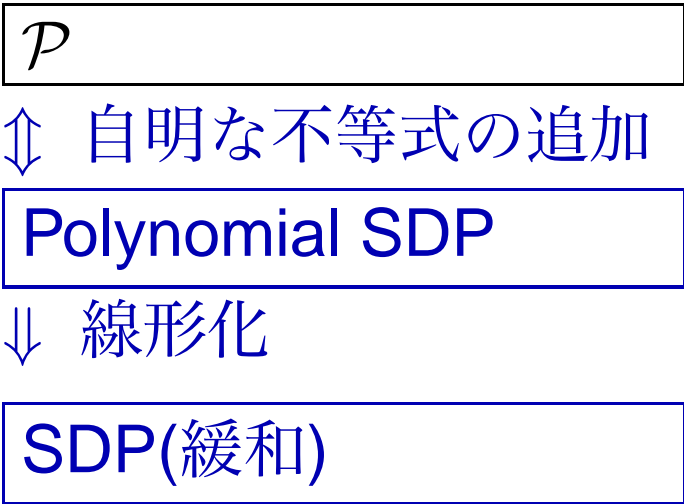 𝒫
⇕ 自明な不等式の追加
Polynomial SDP
⇓ 線形化
SDP(緩和)